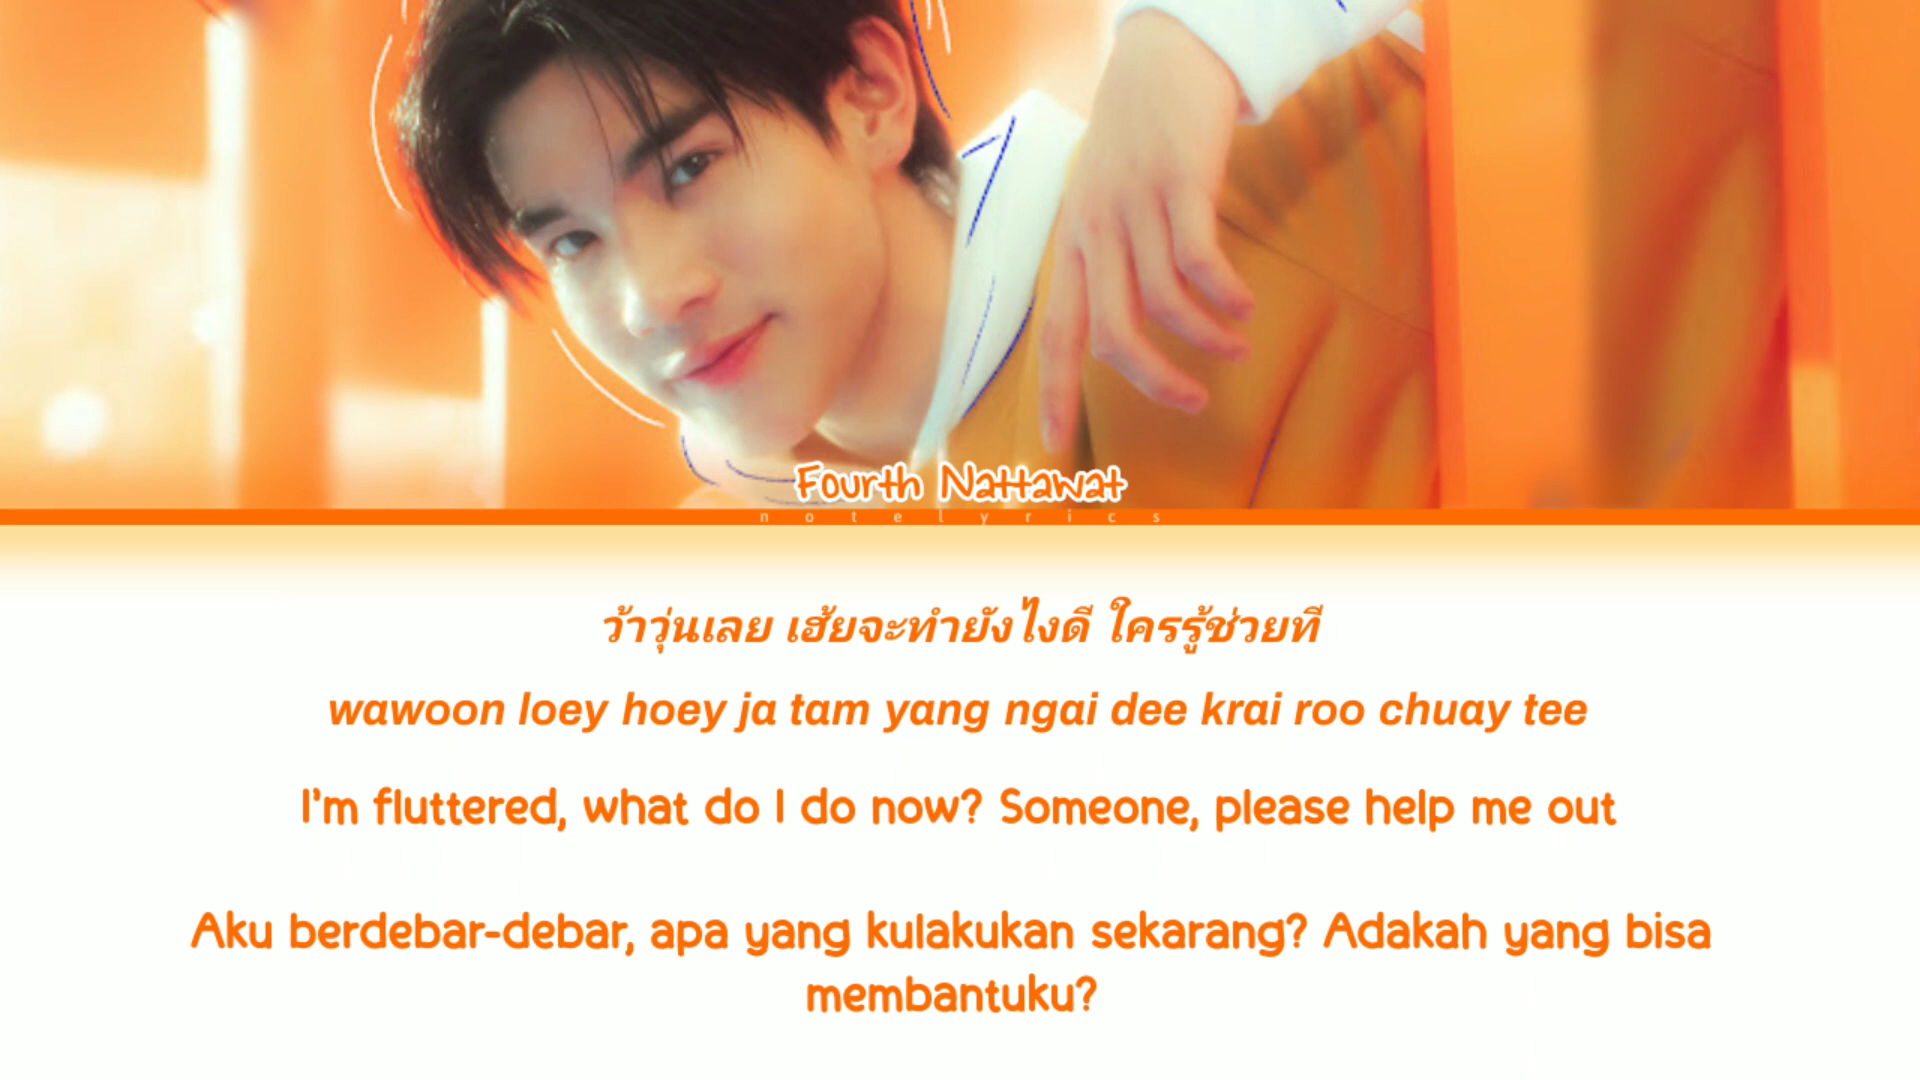 Fourth Nattawat
notelyrics
ว้าวุ่นเลย เฮ้ยจะทำยังไงดี ใครรู้ช่วยที
wawoon loey hoey ja tam yang ngai dee krai roo chuay tee
I'm fluttered, what do I do now? Someone, please help me out
Aku berdebar-debar, apa yang kulakukan sekarang? Adakah yang bisa
membantuku?